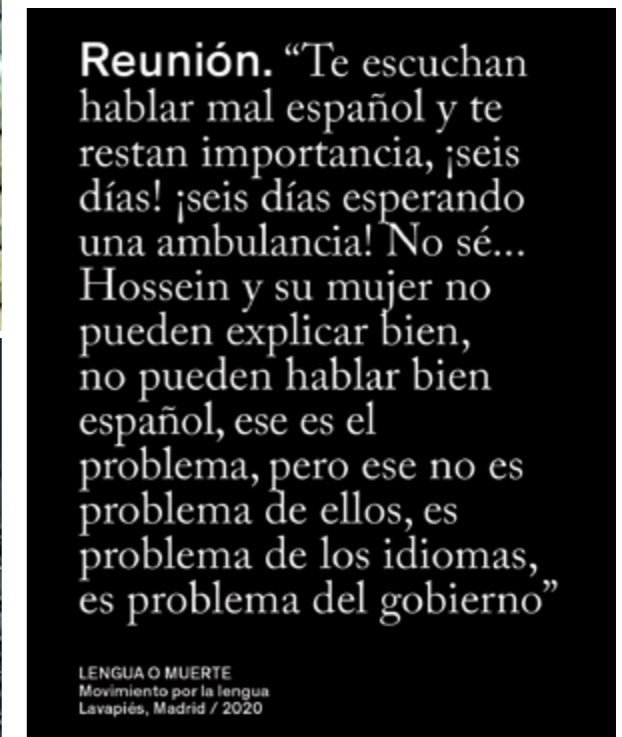 Reunión. “Te escuchan
hablar mal español y te
restan importancia, ¡seis
días! ¡seis días esperando
una ambulancia! No sé...
Hossein y su mujer no
pueden explicar bien,
no pueden hablar bien
español, ese es el
problema, pero ese no es
problema de ellos, es
problema de los idiomas,
es problema del gobierno”
LENGUA O MUERTE
Movimiento por la lengua
Lavapiés, Madrid / 2020